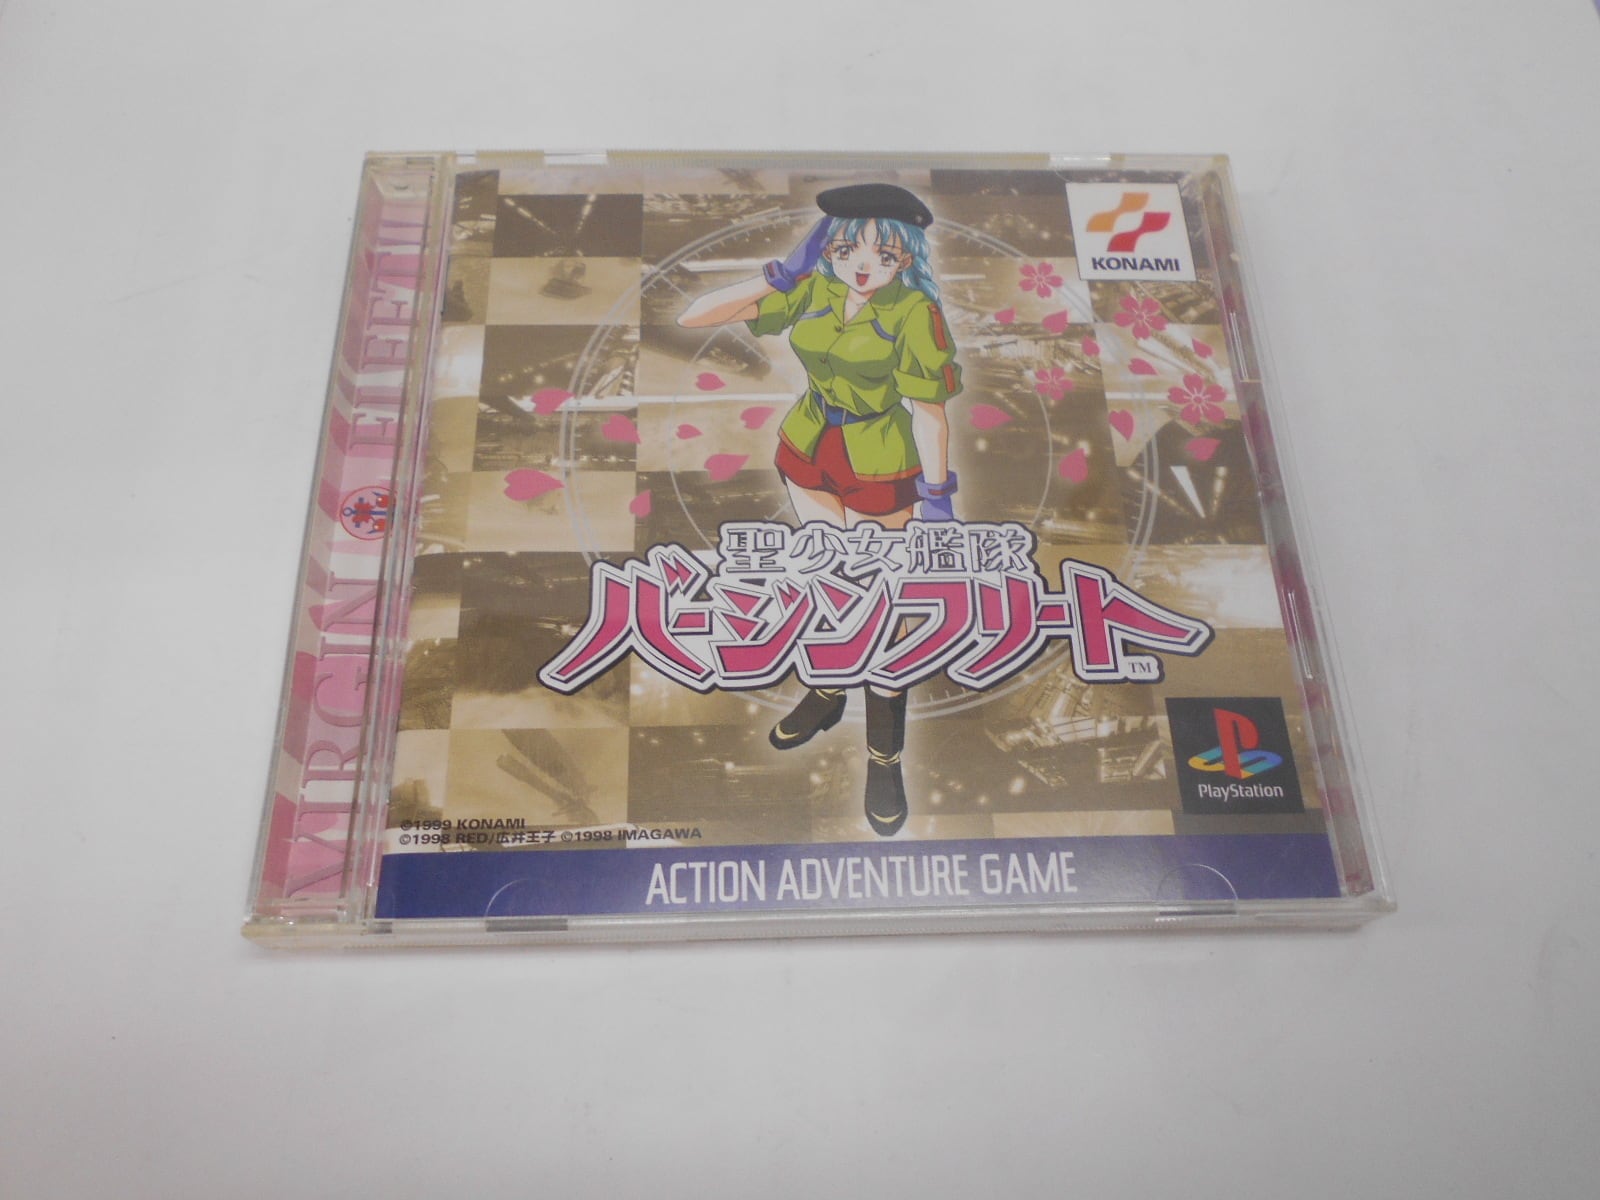 KONAMI
VIRGIN FLEET
聖少女艦隊
バージンフリート
TM
PlayStation
©1999 KONAMI
©1998 RED/広井王子 ©1998 IMAGAWA
ACTION ADVENTURE GAME